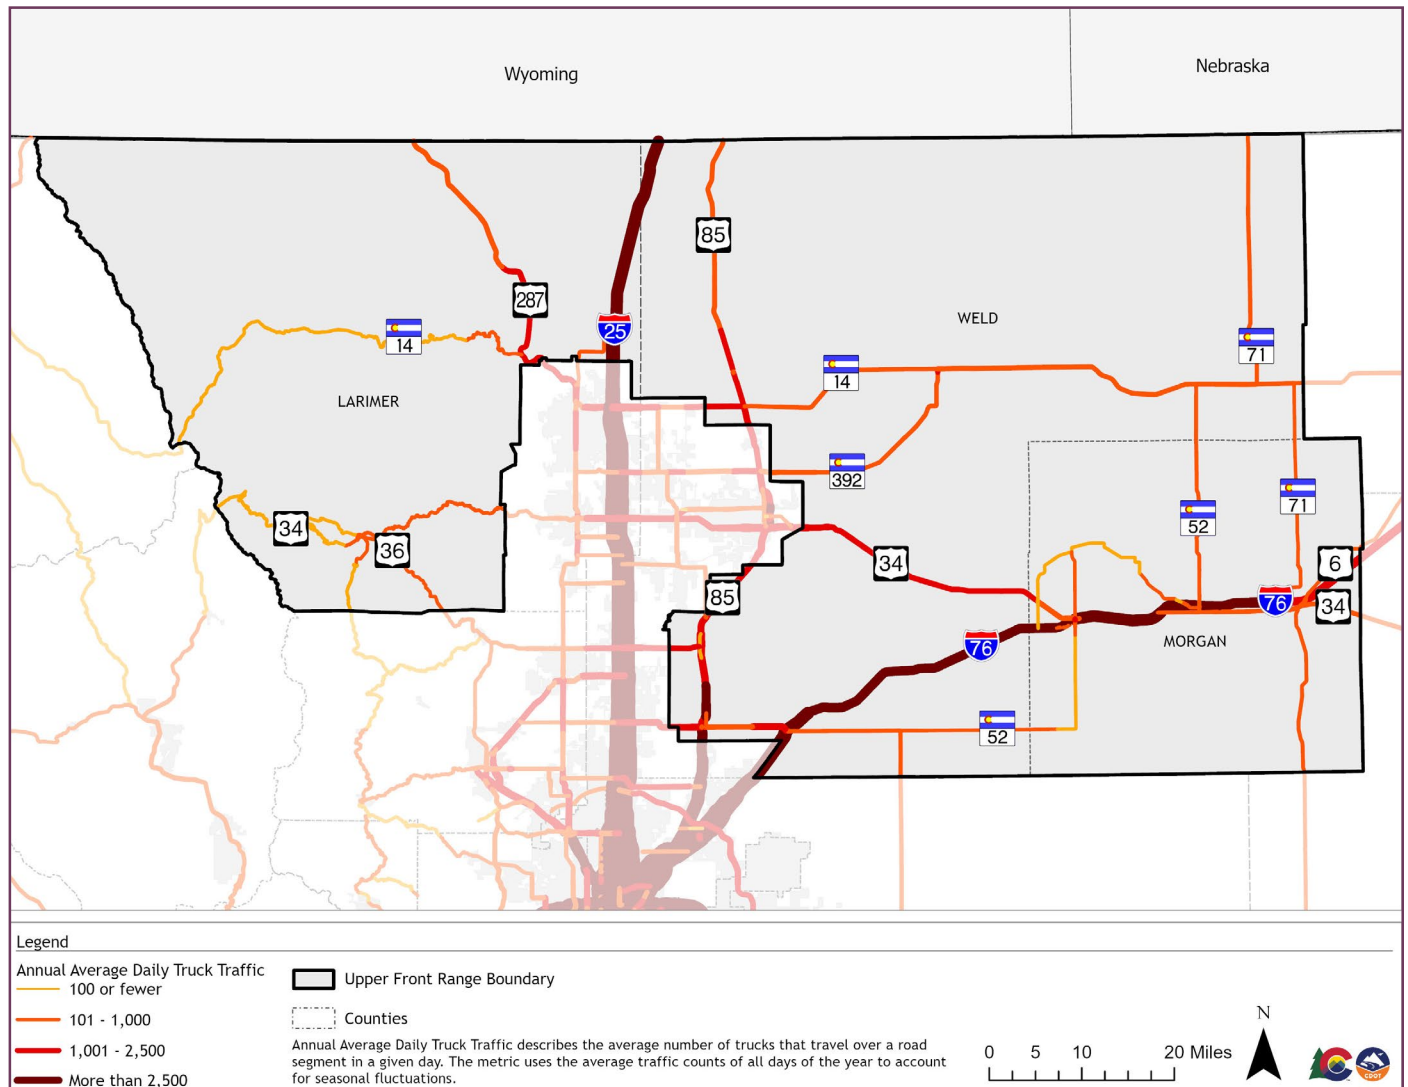 Wyoming
Nebraska
85
287
25
WELD
71
14
14
LARIMER
392
71
52
34
36
34
6
85
76
34
76
MORGAN
52
Legend
Annual Average Daily Truck Traffic
100 or fewer
101 - 1,000
1,001 - 2,500
More than 2,500
Upper Front Range Boundary
Counties
Annual Average Daily Truck Traffic describes the average number of trucks that travel over a road
segment in a given day. The metric uses the average traffic counts of all days of the year to account
for seasonal fluctuations.
0 5 10 20 Miles
N
CDOT